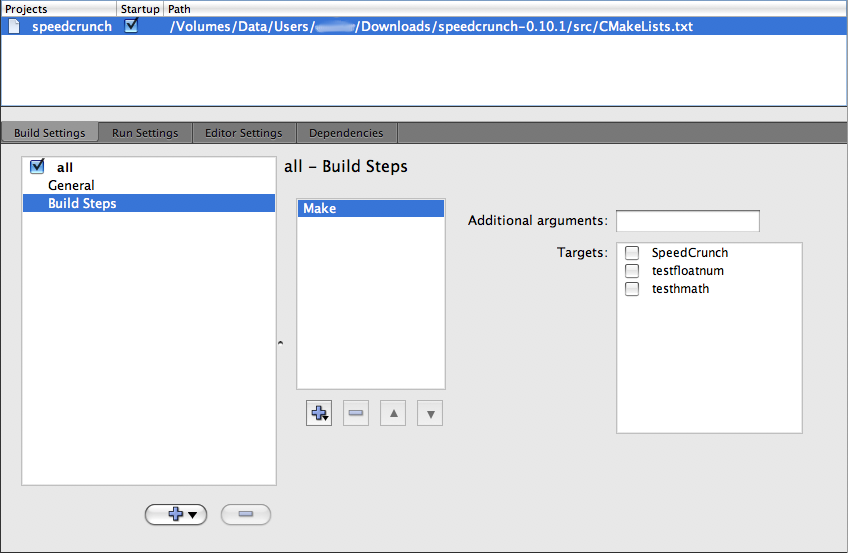 Projects Startup Path
speedcrunch /Volumes/Data/Users/ /Downloads/speedcrunch-0.10.1/src/CMakeLists.txt
Build Settings Run Settings Editor Settings Dependencies
all
General
Build Steps
all – Build Steps
Make
Additional arguments:
Targets:
SpeedCrunch
testfloatnum
testhmath